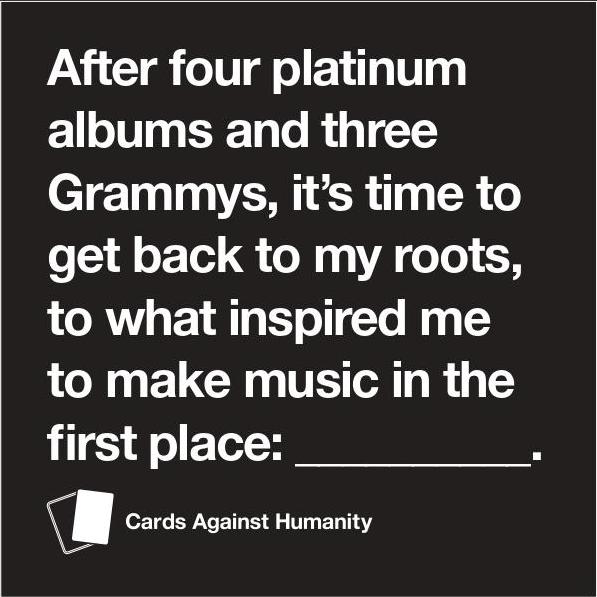 After four platinum
albums and three
Grammys, it’s time to
get back to my roots,
to what inspired me
to make music in the
first place: __________.
Cards Against Humanity